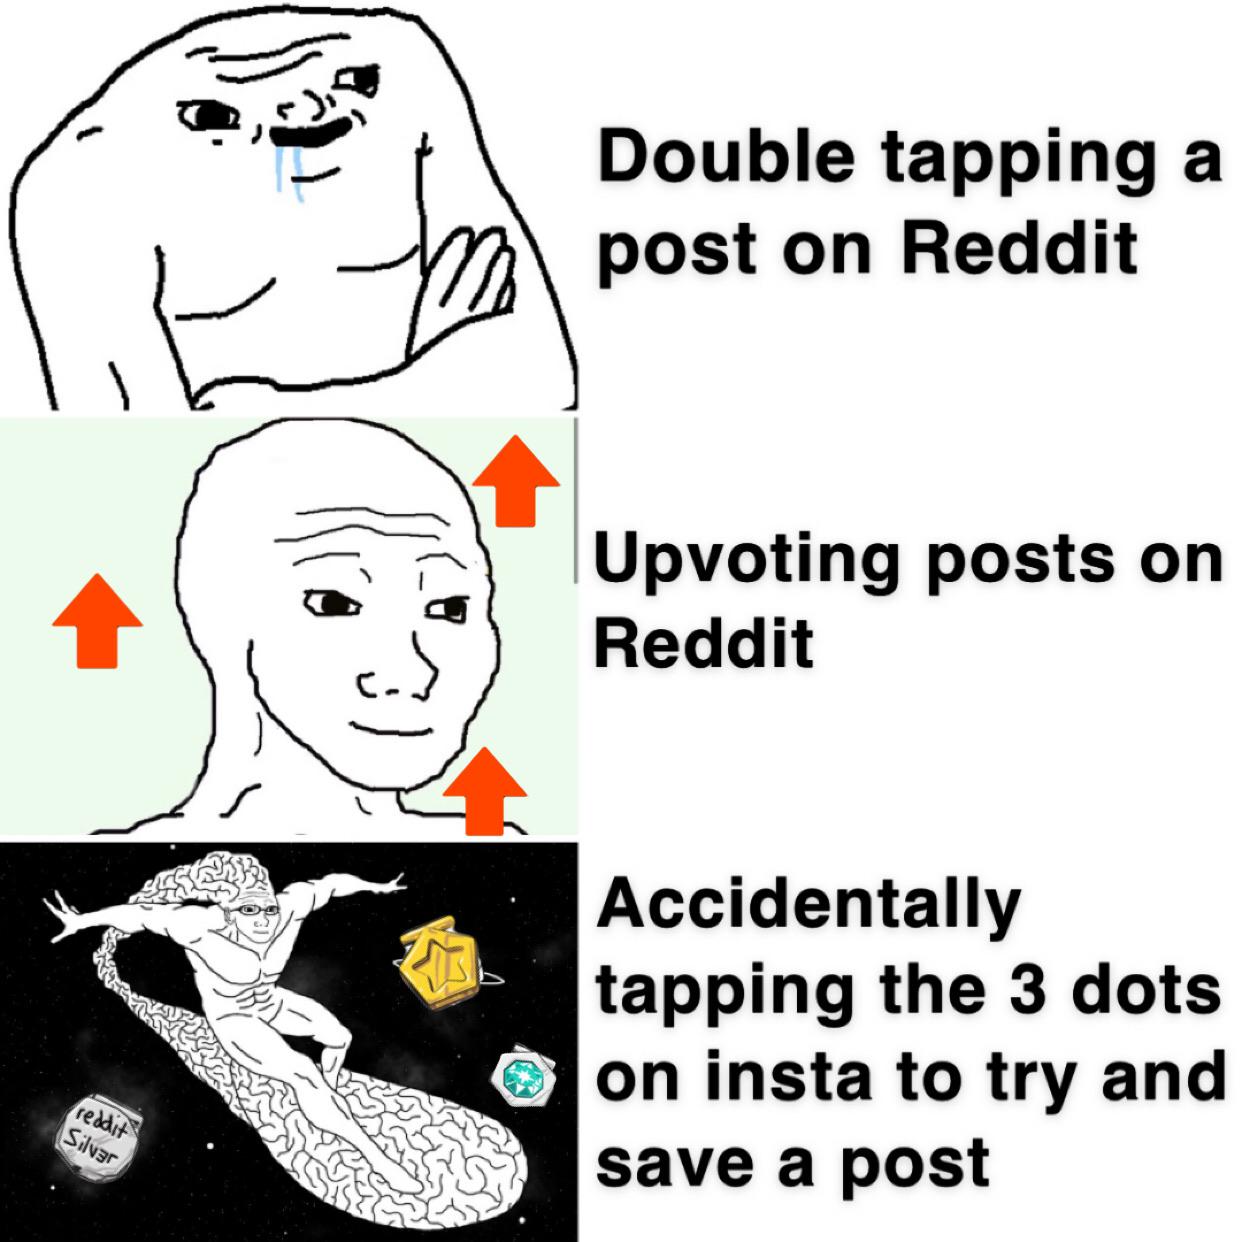 Double tapping a
post on Reddit
Upvoting posts on
Reddit
Accidentally
tapping the 3 dots
on insta to try and
save a post
reddit
Silv3r